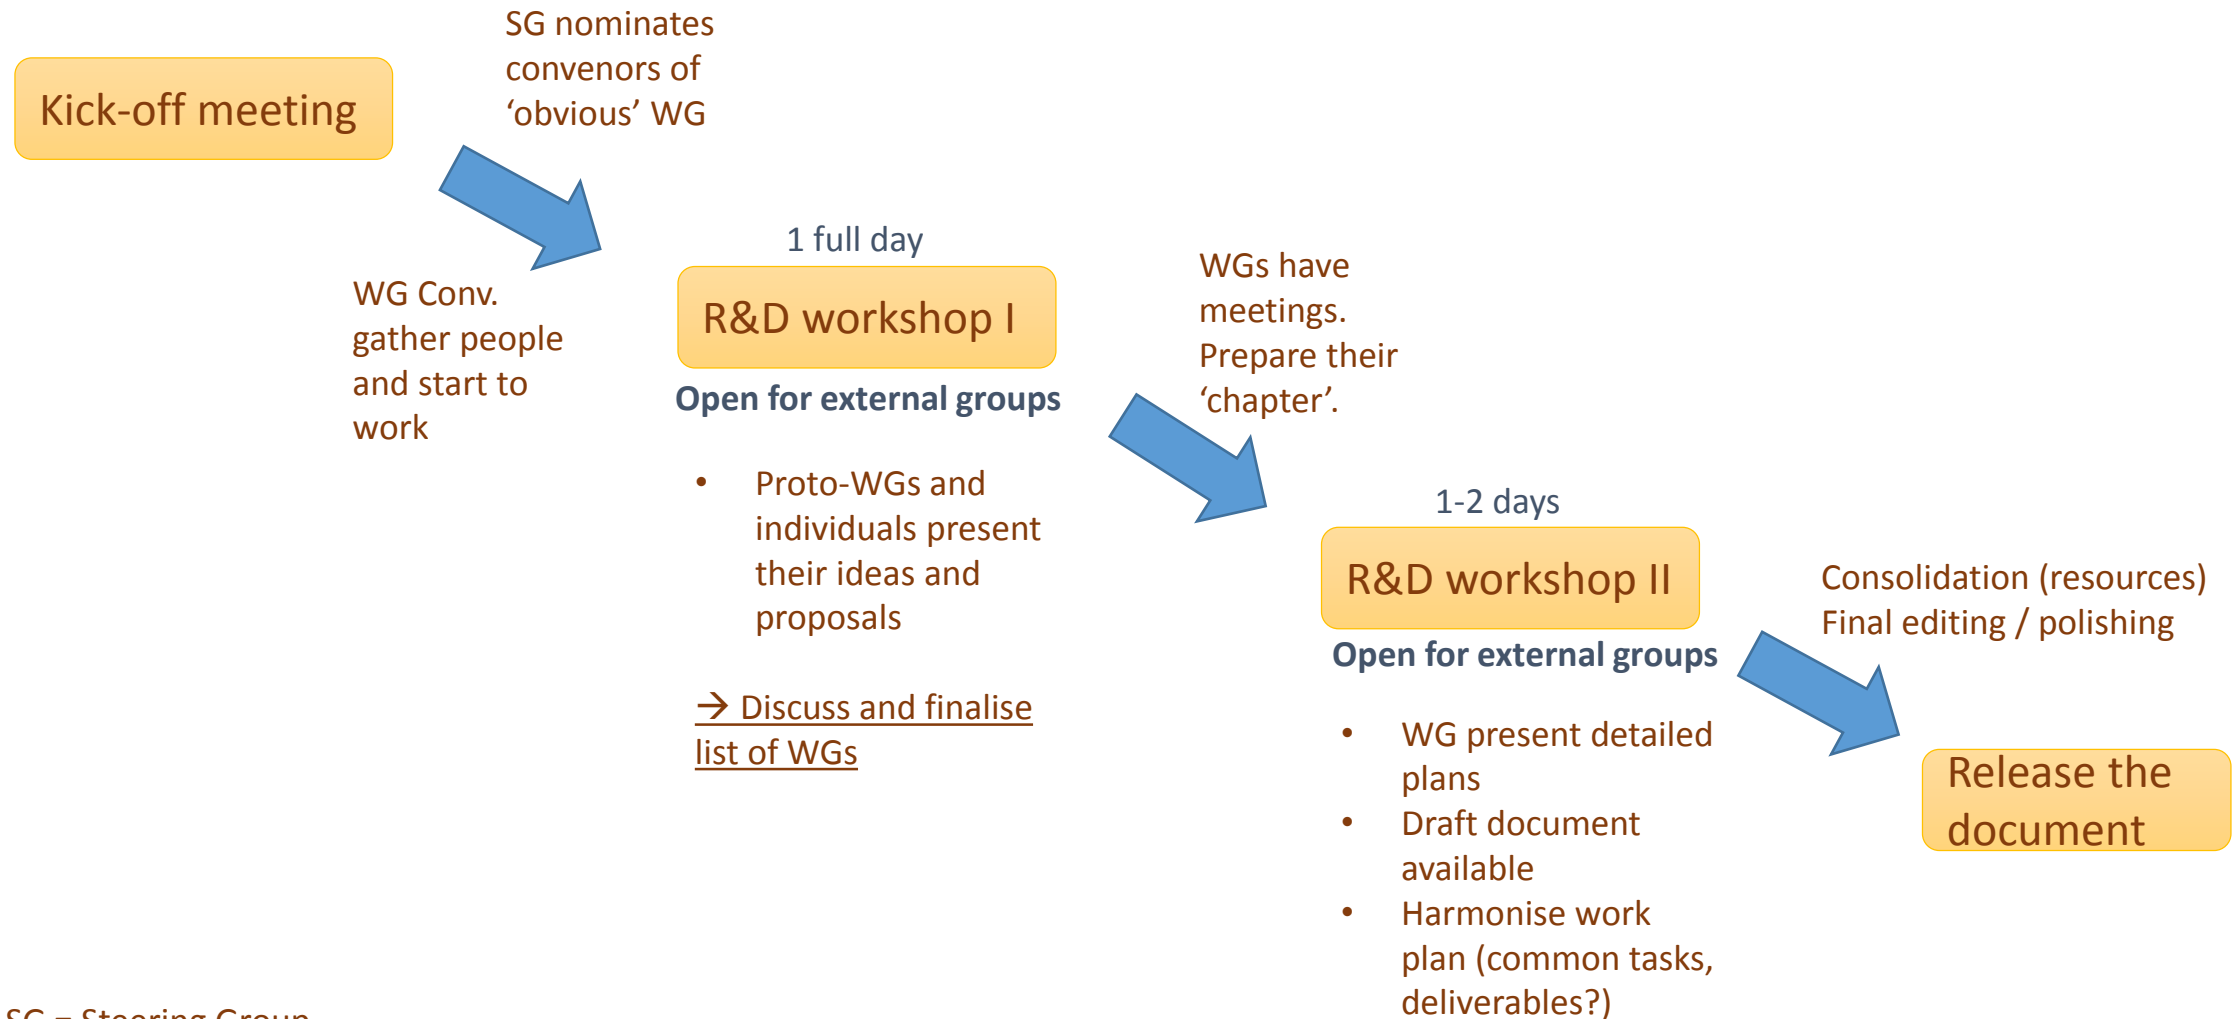 SG nominates
convenors of
‘obvious’ WG
Kick-off meeting
WG Conv.
gather people
and start to
work
1 full day
R&D workshop I
Open for external groups
• Proto-WGs and
individuals present
their ideas and
proposals
→ Discuss and finalise
list of WGs
WGs have
meetings.
Prepare their
‘chapter’.
1-2 days
R&D workshop II
Open for external groups
• WG present detailed
plans
• Draft document
available
• Harmonise work
plan (common tasks,
deliverables?)
Consolidation (resources)
Final editing / polishing
Release the
document
SG = Steering Group